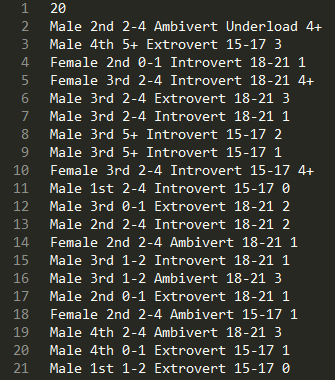 1 20
2 Male 2nd 2-4 Ambivert Underload 4+
3 Male 4th 5+ Extrovert 15-17 3
4 Female 2nd 0-1 Introvert 18-21 1
5 Female 3rd 2-4 Introvert 18-21 4+
6 Male 3rd 2-4 Extrovert 18-21 3
7 Male 3rd 2-4 Introvert 18-21 1
8 Male 3rd 5+ Introvert 15-17 2
9 Male 3rd 5+ Introvert 15-17 1
10 Female 3rd 2-4 Introvert 15-17 4+
11 Male 1st 2-4 Introvert 15-17 0
12 Male 3rd 0-1 Extrovert 18-21 2
13 Male 2nd 2-4 Introvert 18-21 2
14 Female 2nd 2-4 Ambivert 18-21 1
15 Male 3rd 1-2 Introvert 18-21 1
16 Male 3rd 1-2 Ambivert 18-21 3
17 Male 2nd 0-1 Extrovert 18-21 1
18 Female 2nd 2-4 Ambivert 15-17 1
19 Male 4th 2-4 Ambivert 18-21 3
20 Male 4th 0-1 Extrovert 15-17 1
21 Male 1st 1-2 Extrovert 15-17 0